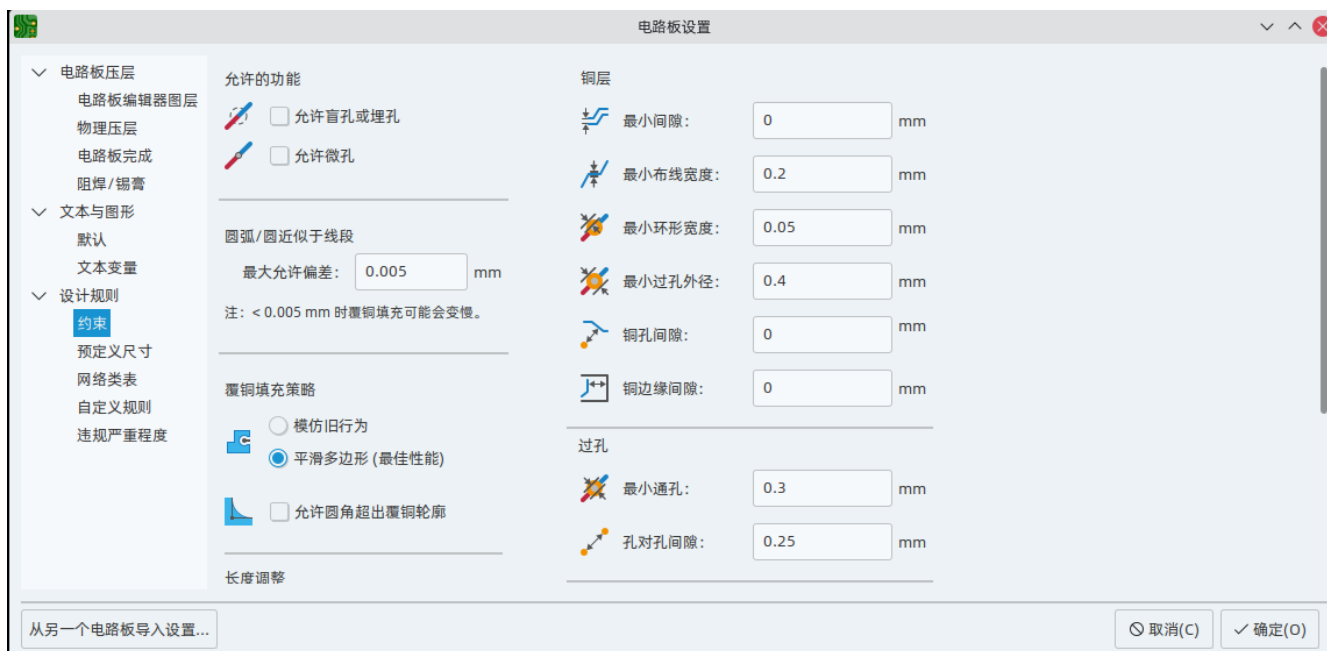 电路板设置
电路板压层
电路板编辑器图层
物理压层
电路板完成
阻焊/锡膏
文本与图形
默认
文本变量
设计规则
约束
预定义尺寸
网络类表
自定义规则
违规严重程度
允许的功能
允许盲孔或埋孔
允许微孔
圆弧/圆近似于线段
最大允许偏差: 0.005 mm
注: < 0.005 mm 时覆铜填充可能会变慢。
覆铜填充策略
模仿旧行为
平滑多边形 (最佳性能)
允许圆角超出覆铜轮廓
长度调整
铜层
最小间隙: 0 mm
最小布线宽度: 0.2 mm
最小环形宽度: 0.05 mm
最小过孔外径: 0.4 mm
铜孔间隙: 0 mm
铜边缘间隙: 0 mm
过孔
最小通孔: 0.3 mm
孔对孔间隙: 0.25 mm
从另一个电路板导入设置...
取消(C)
确定(O)